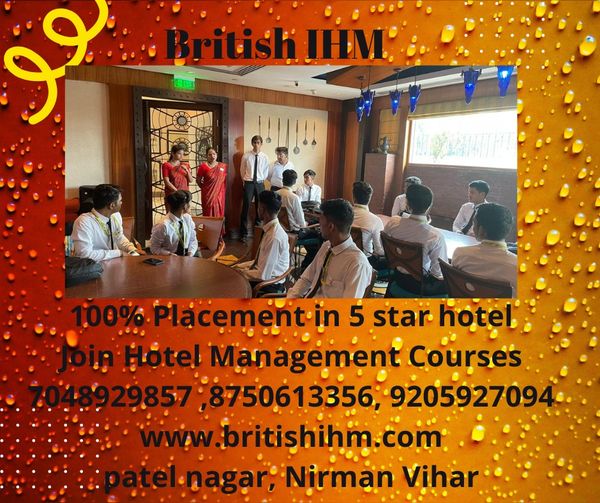 British IHM
100% Placement in 5 star hotel
Join Hotel Management Courses
7048929857 ,8750613356, 9205927094
www.britishihm.com
patel nagar, Nirman Vihar